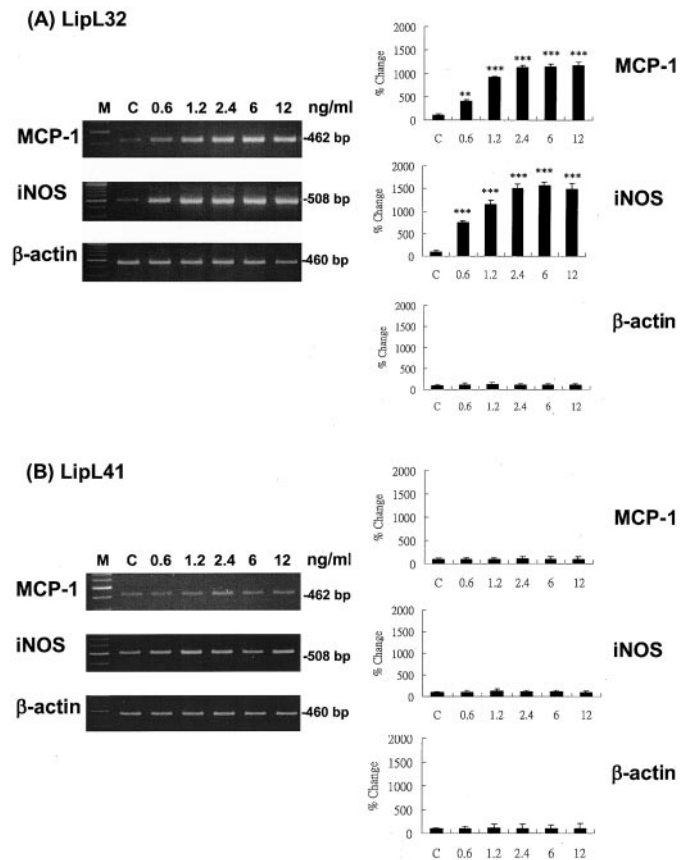 (A) LipL32
M C 0.6 1.2 2.4 6 12 ng/ml
MCP-1
-462 bp
iNOS
-508 bp
β-actin
-460 bp
2000
1500
1000
500
0
% Change
** *** *** *** ***
C 0.6 1.2 2.4 6 12
MCP-1
2000
1500
1000
500
0
% Change
*** *** *** *** ***
C 0.6 1.2 2.4 6 12
iNOS
2000
1500
1000
500
0
% Change
C 0.6 1.2 2.4 6 12
β-actin
(B) LipL41
M C 0.6 1.2 2.4 6 12 ng/ml
MCP-1
-462 bp
iNOS
-508 bp
β-actin
-460 bp
2000
1500
1000
500
0
% Change
C 0.6 1.2 2.4 6 12
MCP-1
2000
1500
1000
500
0
% Change
C 0.6 1.2 2.4 6 12
iNOS
2000
1500
1000
500
0
% Change
C 0.6 1.2 2.4 6 12
β-actin